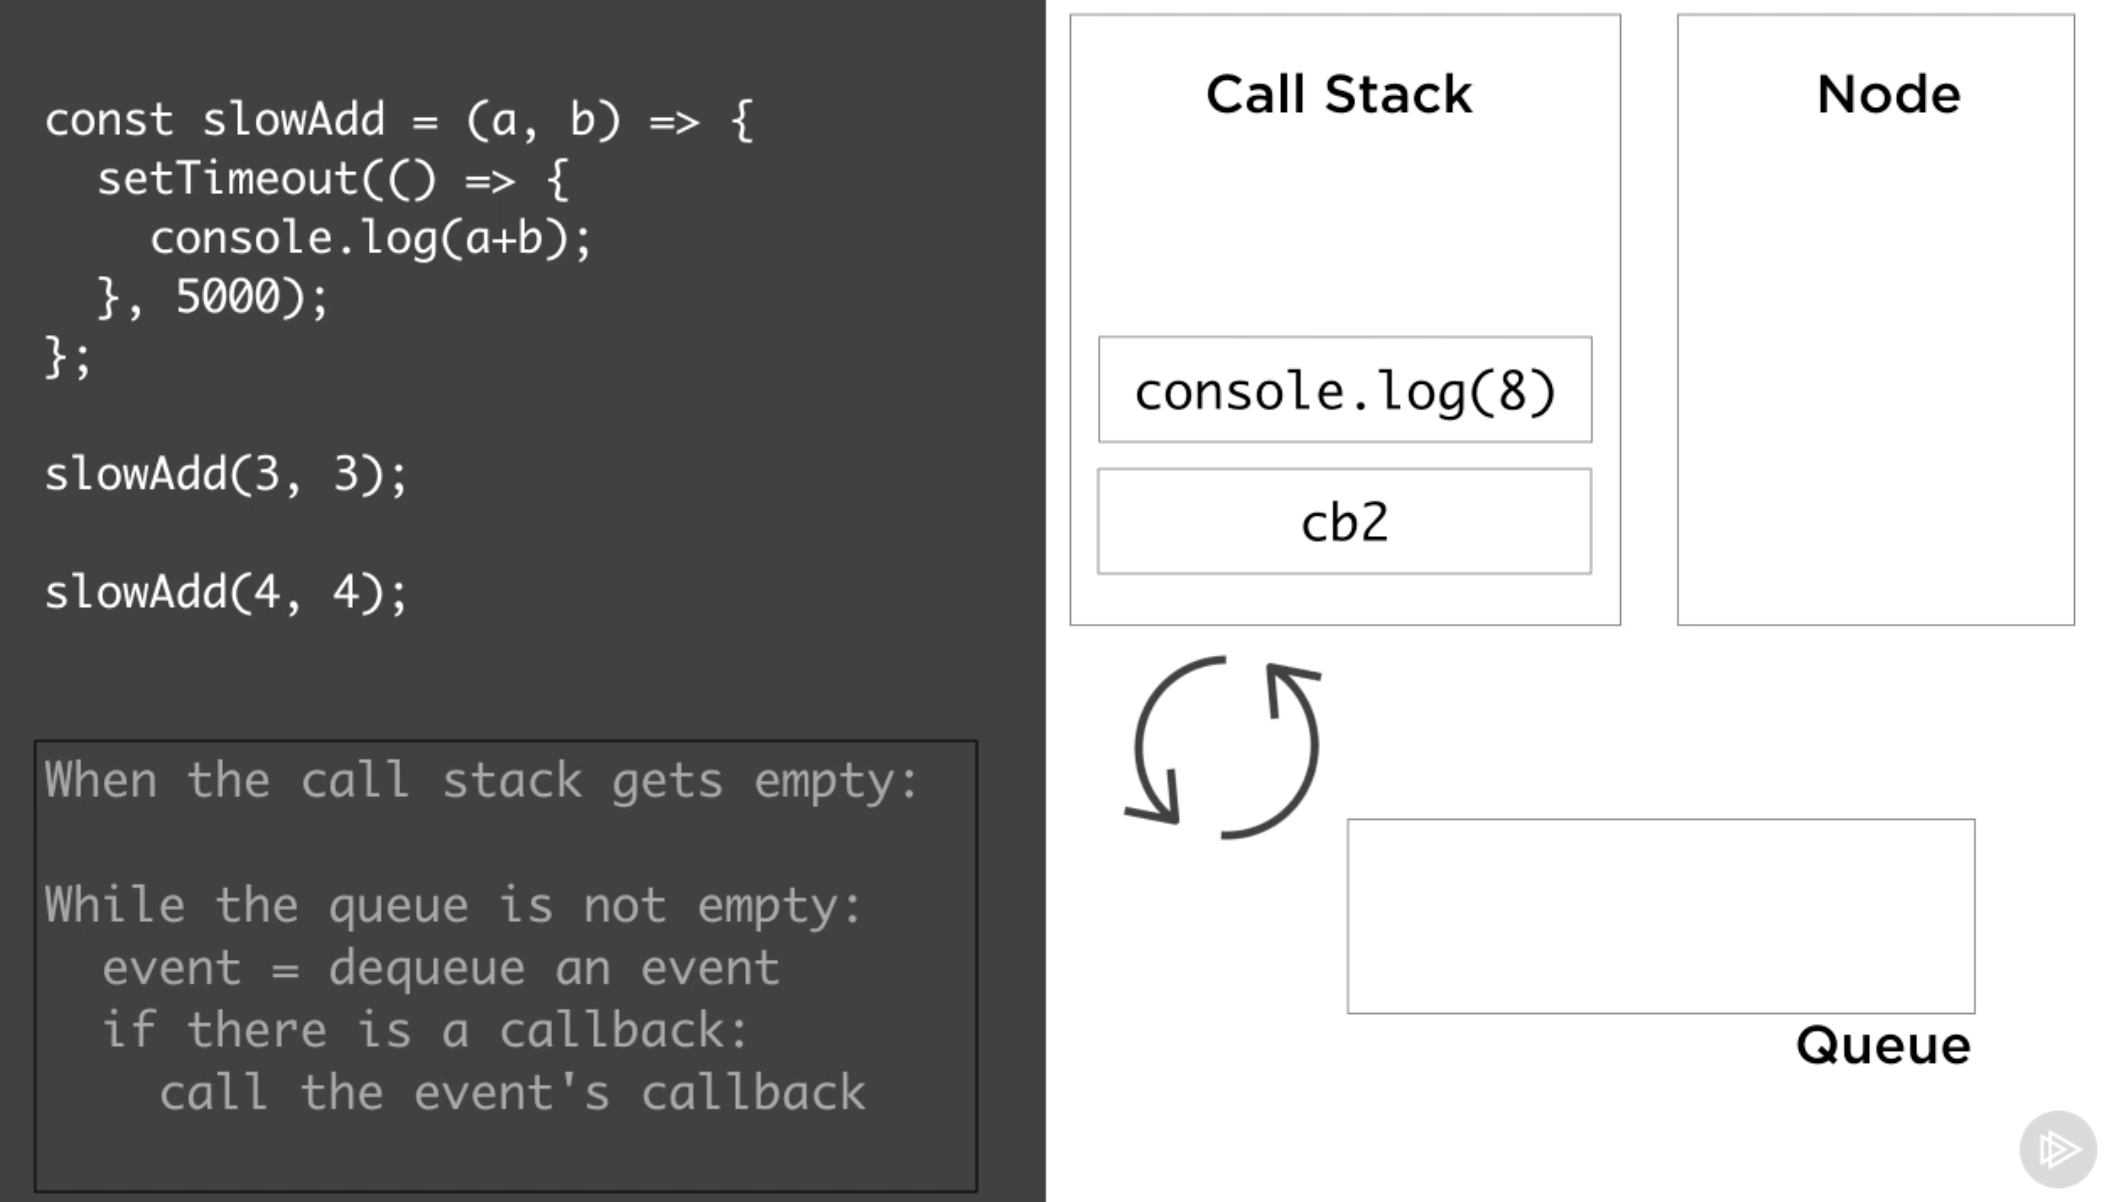 const slowAdd = (a, b) => {
  setTimeout(() => {
    console.log(a+b);
  }, 5000);
};
slowAdd(3, 3);
slowAdd(4, 4);
When the call stack gets empty:
While the queue is not empty:
  event = dequeue an event
  if there is a callback:
    call the event's callback
Call Stack
console.log(8)
cb2
Node
Queue